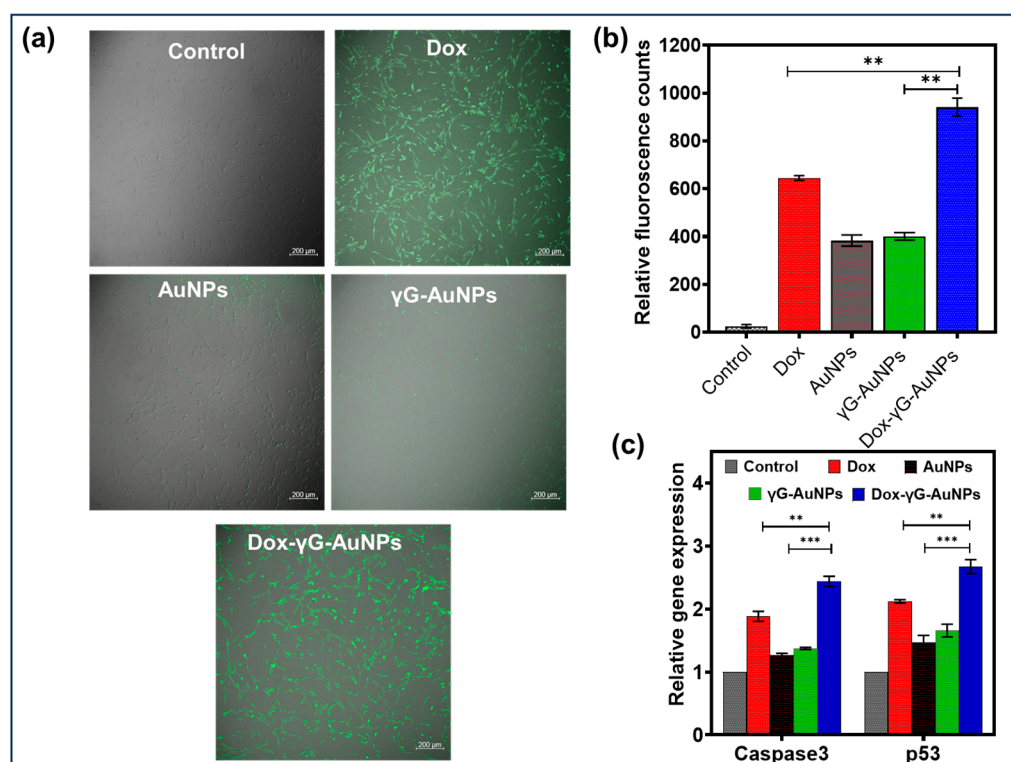 (a)
Control
200 μm
Dox
200 μm
AuNPs
200 μm
γG-AuNPs
200 μm
Dox-γG-AuNPs
200 μm
(b)
Relative fluoroscence counts
1200
1000
800
600
400
200
0
**
**
Control
Dox
AuNPs
γG-AuNPs
Dox-γG-AuNPs
(c)
Relative gene expression
4
3
2
1
0
Control Dox AuNPs
γG-AuNPs Dox-γG-AuNPs
**
***
**
***
Caspase3 p53